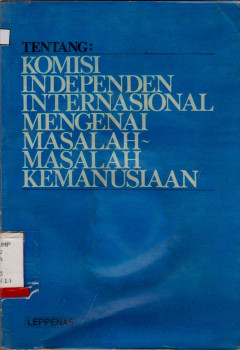 TENTANG:
KOMISI
INDEPENDEN
INTERNASIONAL
MENGENAI
MASALAH~
MASALAH
KEMANUSIAAN
LEPPENAS